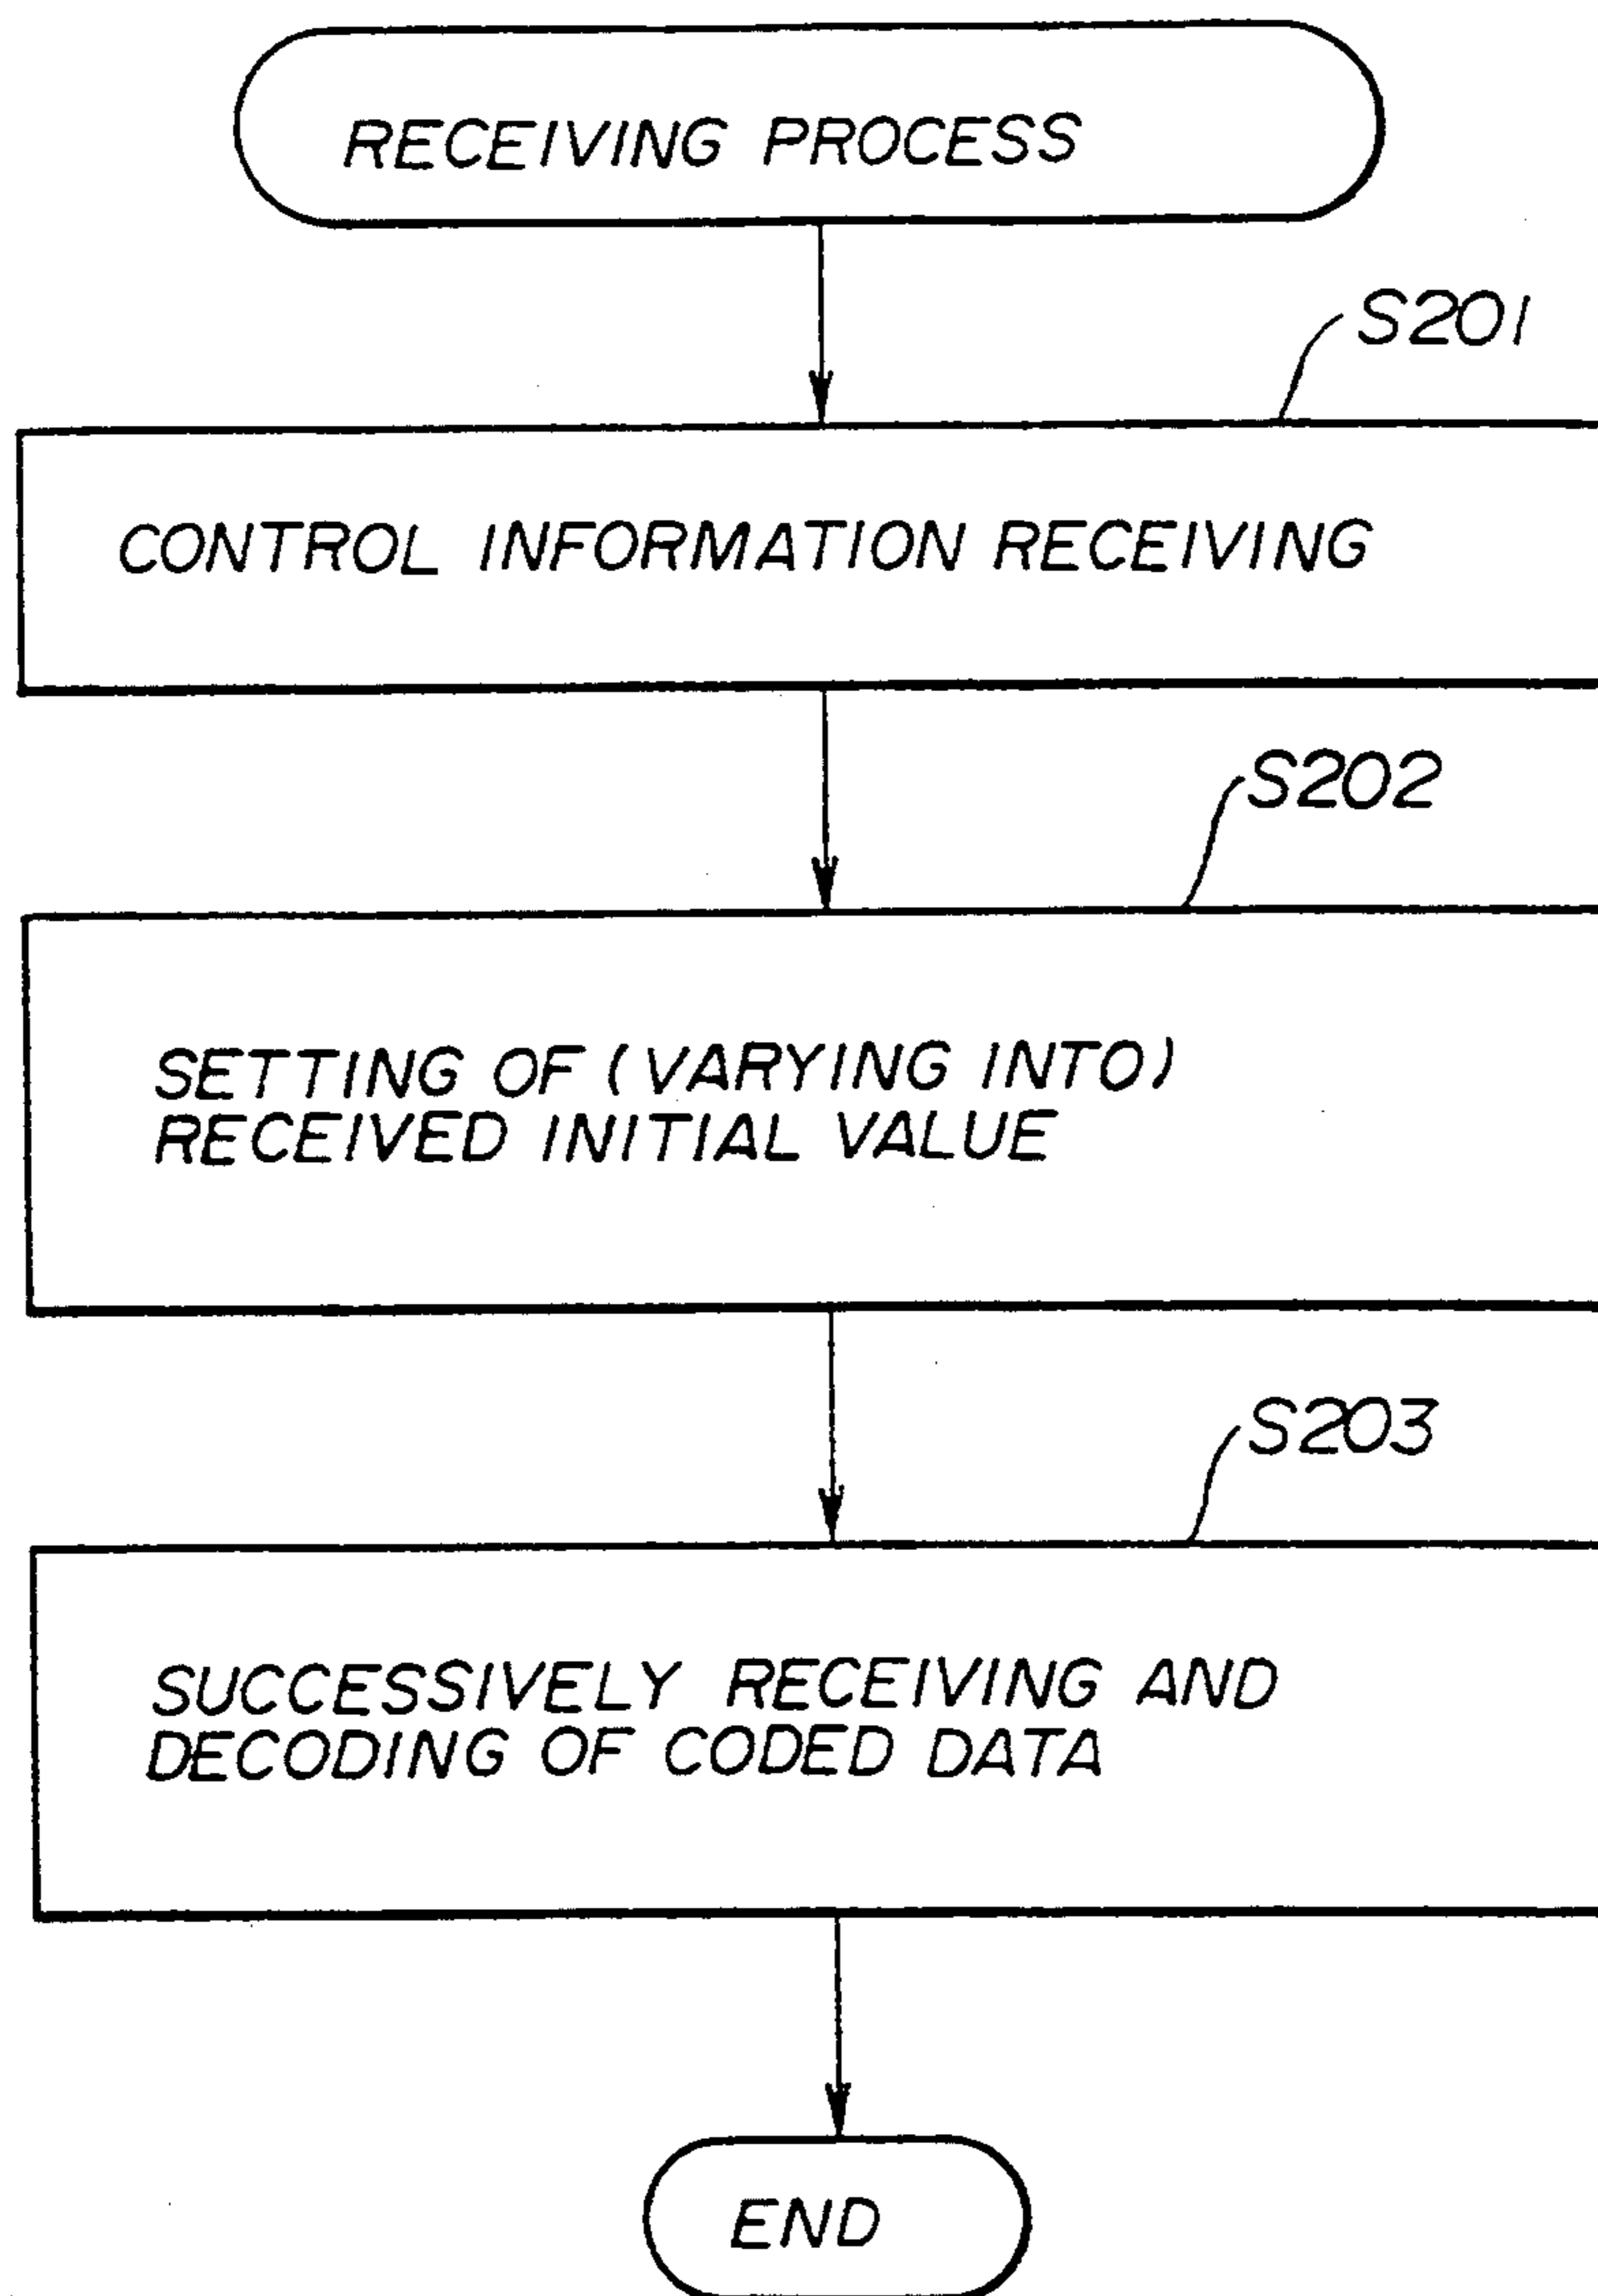 RECEIVING PROCESS
S201
CONTROL INFORMATION RECEIVING
S202
SETTING OF (VARYING INTO)
RECEIVED INITIAL VALUE
S203
SUCCESSIVELY RECEIVING AND
DECODING OF CODED DATA
END